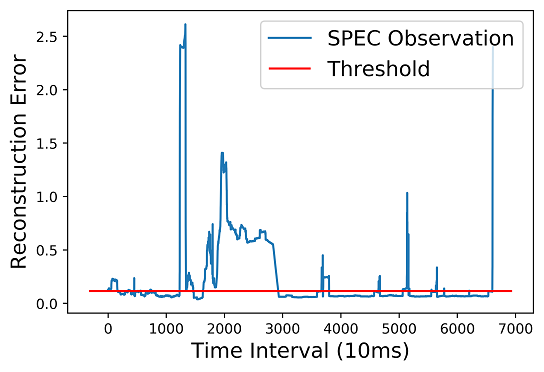 SPEC Observation
Threshold
Reconstruction Error
2.5
2.0
1.5
1.0
0.5
0.0
0 1000 2000 3000 4000 5000 6000 7000
Time Interval (10ms)